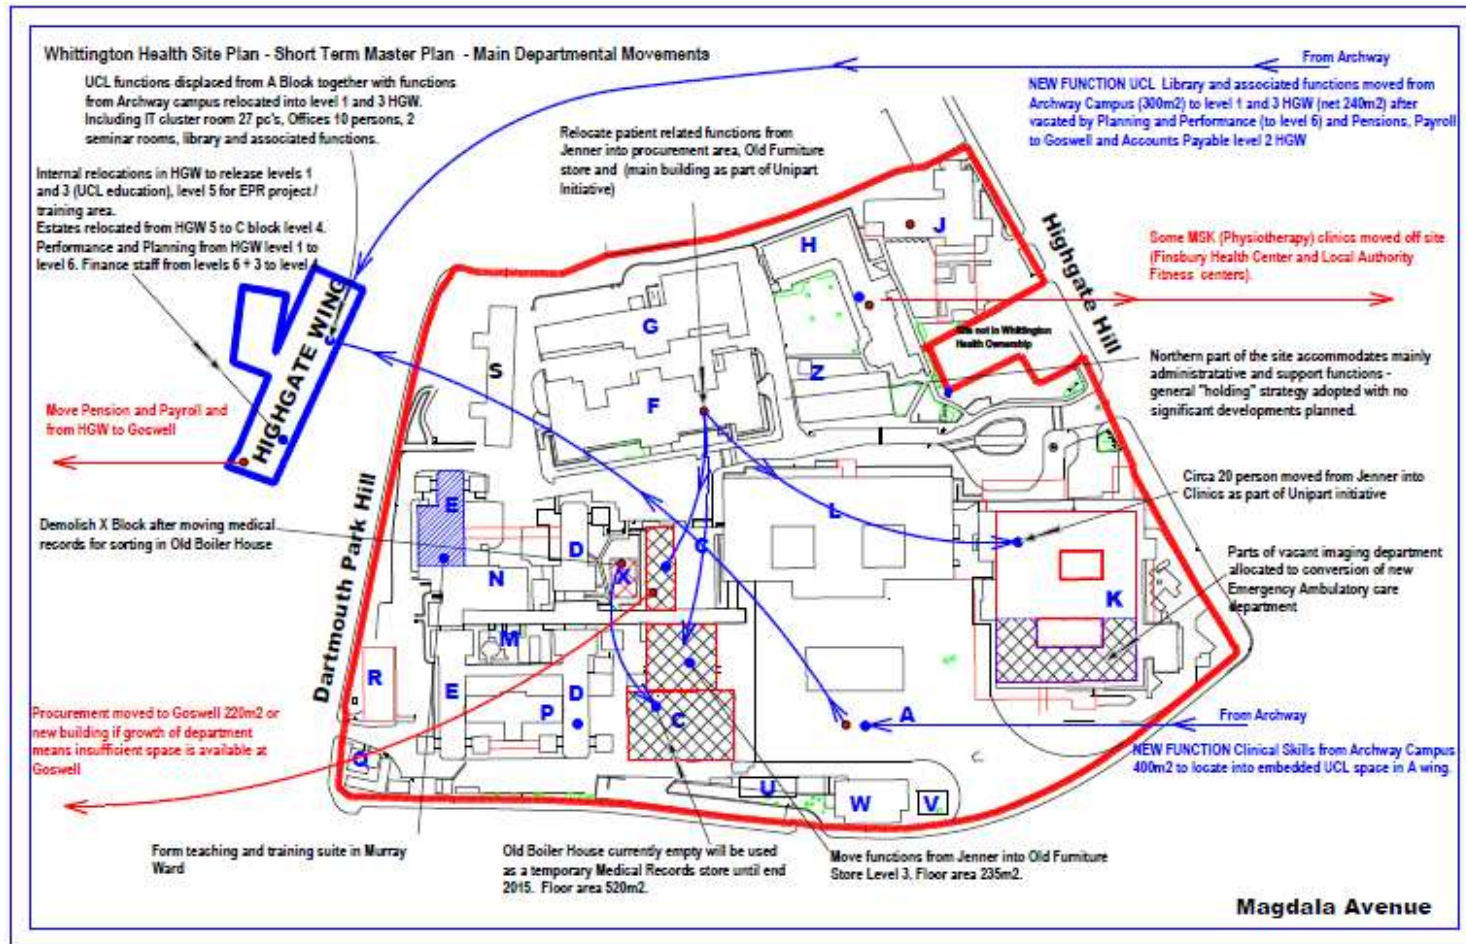 Whittington Health Site Plan - Short Term Master Plan - Main Departmental Movements
UCL functions displaced from A Block together with functions
from Archway campus relocated into level 1 and 3 HGW.
Including IT cluster room 27 pc's, Offices 10 persons, 2
seminar rooms, library and associated functions.
Internal relocations in HGW to release levels 1
and 3 (UCL education), level 5 for EPR project /
training area.
Estates relocated from HGW 5 to C block level 4.
Performance and Planning from HGW level 1 to
level 6. Finance staff from levels 6 + 3 to level
Relocate patient related functions from
Jenner into procurement area, Old Furniture
store and (main building as part of Unipart
Initiative)
From Archway
NEW FUNCTION UCL Library and associated functions moved from
Archway Campus (300m2) to level 1 and 3 HGW (net 240m2) after
vacated by Planning and Performance (to level 6) and Pensions, Payroll
to Goswell and Accounts Payable level 2 HGW
Some MSK (Physiotherapy) clinics moved off site
(Finsbury Health Center and Local Authority
Fitness centers).
Highgate Hill
J
H
G
S
F
Z
Site not in Whittington
Health Ownership
HIGHGATE WING
Northern part of the site accommodates mainly
administratative and support functions -
general "holding" strategy adopted with no
significant developments planned.
Move Pension and Payroll and
from HGW to Goswell
Circa 20 person moved from Jenner into
Clinics as part of Unipart initiative
Demolish X Block after moving medical
records for sorting in Old Boiler House
Dartmouth Park Hill
E
D
X
C
L
N
K
Parts of vacant imaging department
allocated to conversion of new
Emergency Ambulatory care
department
M
R
E
P
D
C
A
Q
U
W
V
Procurement moved to Goswell 220m2 or
new building if growth of department
means insufficient space is available at
Goswell
From Archway
NEW FUNCTION Clinical Skills from Archway Campus
400m2 to locate into embedded UCL space in A wing.
Form teaching and training suite in Murray
Ward
Old Boiler House currently empty will be used
as a temporary Medical Records store until end
2015. Floor area 520m2.
Move functions from Jenner into Old Furniture
Store Level 3. Floor area 235m2.
Magdala Avenue